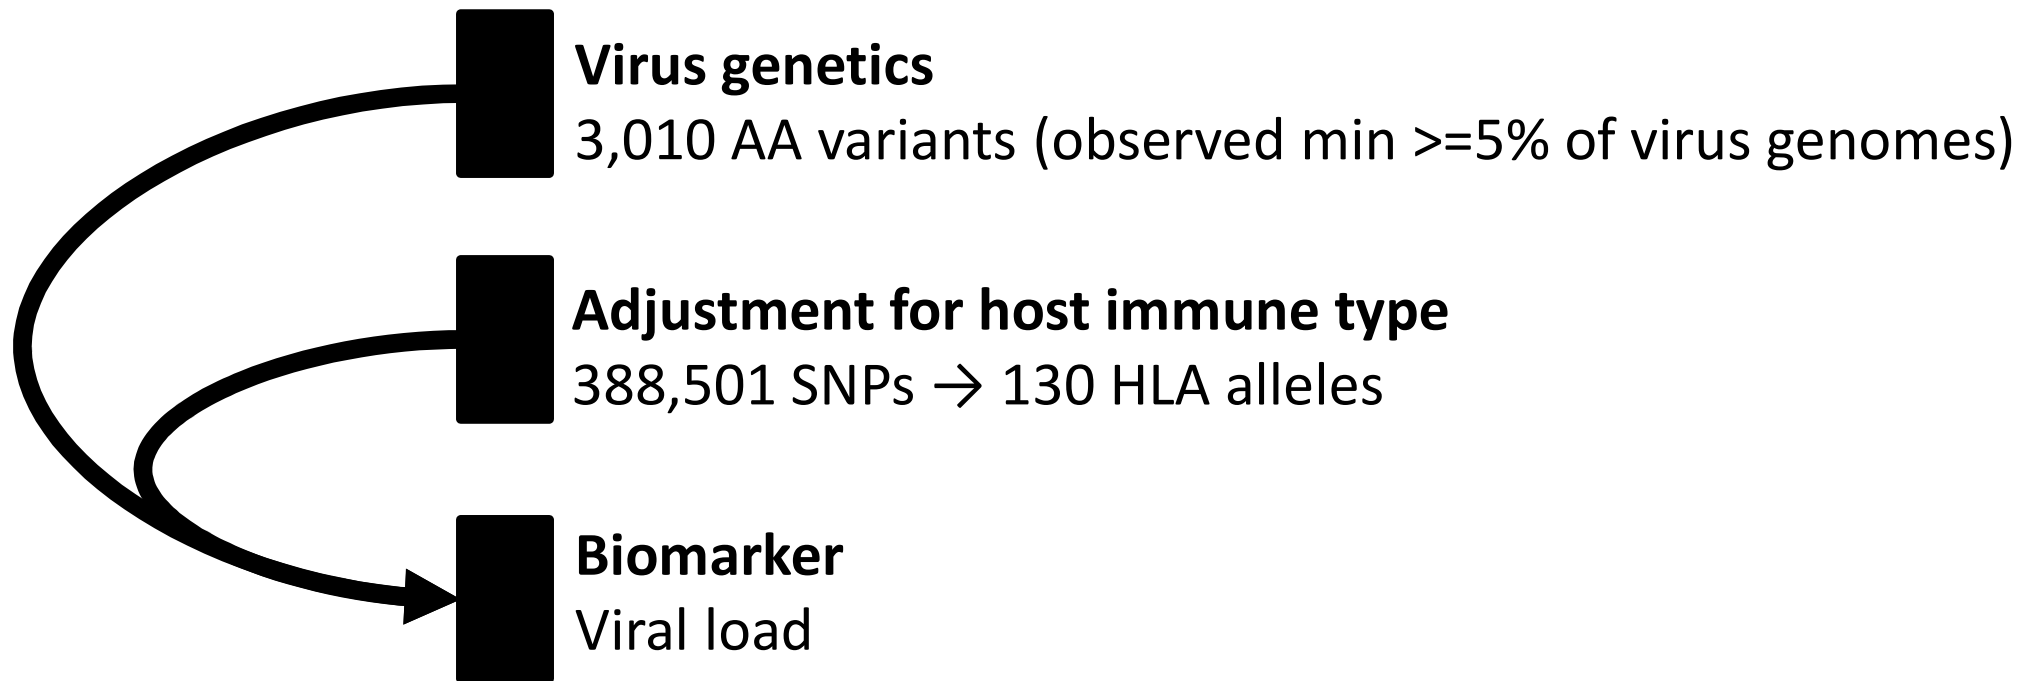 Virus genetics
3,010 AA variants (observed min >=5% of virus genomes)
Adjustment for host immune type
388,501 SNPs → 130 HLA alleles
Biomarker
Viral load